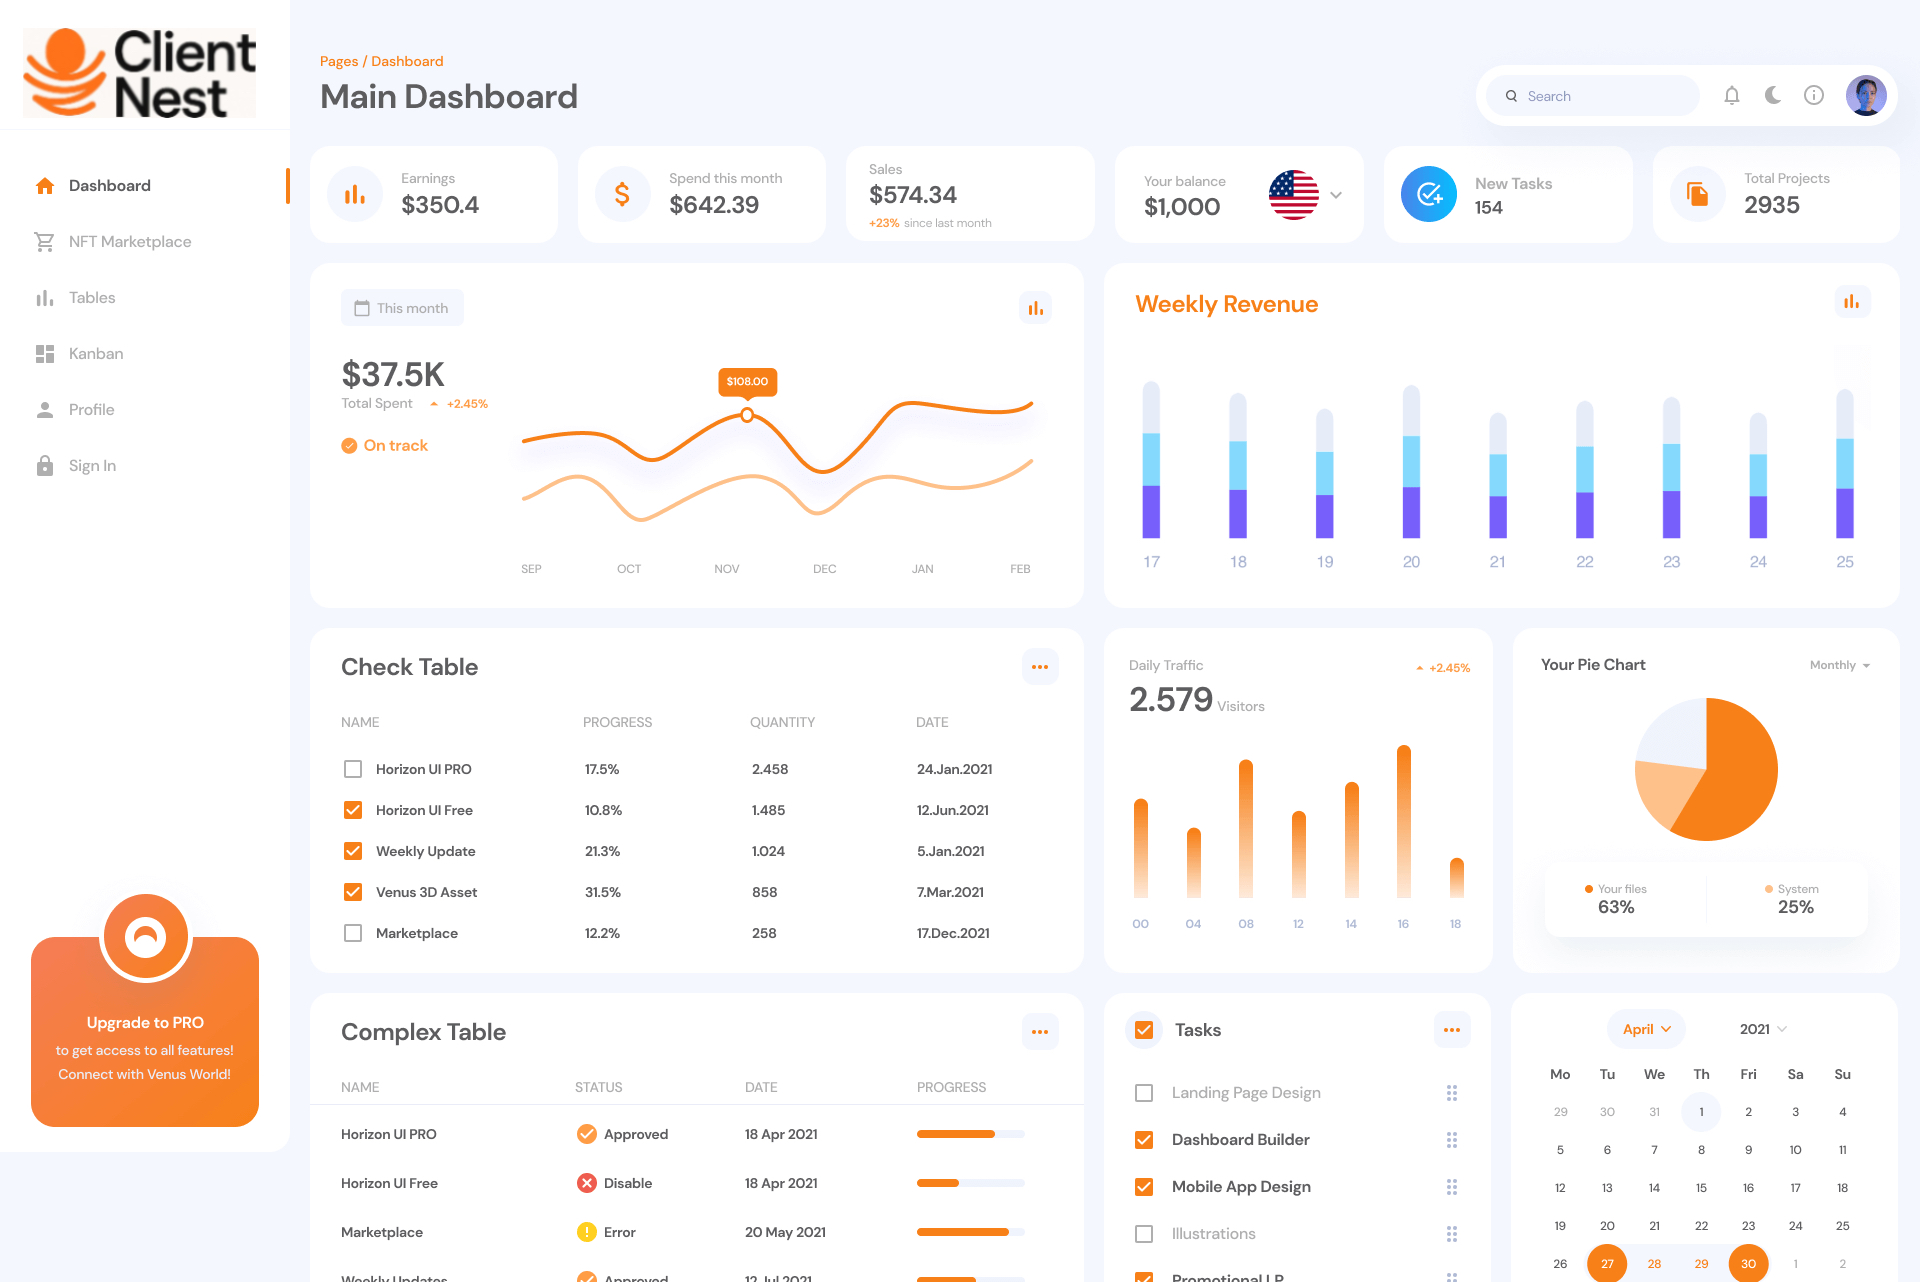 Client
Nest
Dashboard
NFT Marketplace
Tables
Kanban
Profile
Sign In
Upgrade to PRO
to get access to all features!
Connect with Venus World!
Pages / Dashboard
Main Dashboard
Search
Earnings
$350.4
Spend this month
$642.39
Sales
$574.34
+23% since last month
Your balance
$1,000
New Tasks
154
Total Projects
2935
This month
$37.5K
Total Spent +2.45%
On track
$108.00
SEP OCT NOV DEC JAN FEB
Weekly Revenue
17 18 19 20 21 22 23 24 25
Check Table
NAME PROGRESS QUANTITY DATE
Horizon UI PRO 17.5% 2.458 24.Jan.2021
Horizon UI Free 10.8% 1.485 12.Jun.2021
Weekly Update 21.3% 1.024 5.Jan.2021
Venus 3D Asset 31.5% 858 7.Mar.2021
Marketplace 12.2% 258 17.Dec.2021
Daily Traffic
+2.45%
2.579 Visitors
00 04 08 12 14 16 18
Your Pie Chart
Monthly
Your files
63%
System
25%
Complex Table
NAME STATUS DATE PROGRESS
Horizon UI PRO Approved 18 Apr 2021
Horizon UI Free Disable 18 Apr 2021
Marketplace Error 20 May 2021
Weekly Updates Approved 12 Jul 2021
Tasks
Landing Page Design
Dashboard Builder
Mobile App Design
Illustrations
Promotional LP
April 2021
Mo Tu We Th Fri Sa Su
29 30 31 1 2 3 4
5 6 7 8 9 10 11
12 13 14 15 16 17 18
19 20 21 22 23 24 25
26 27 28 29 30 1 2